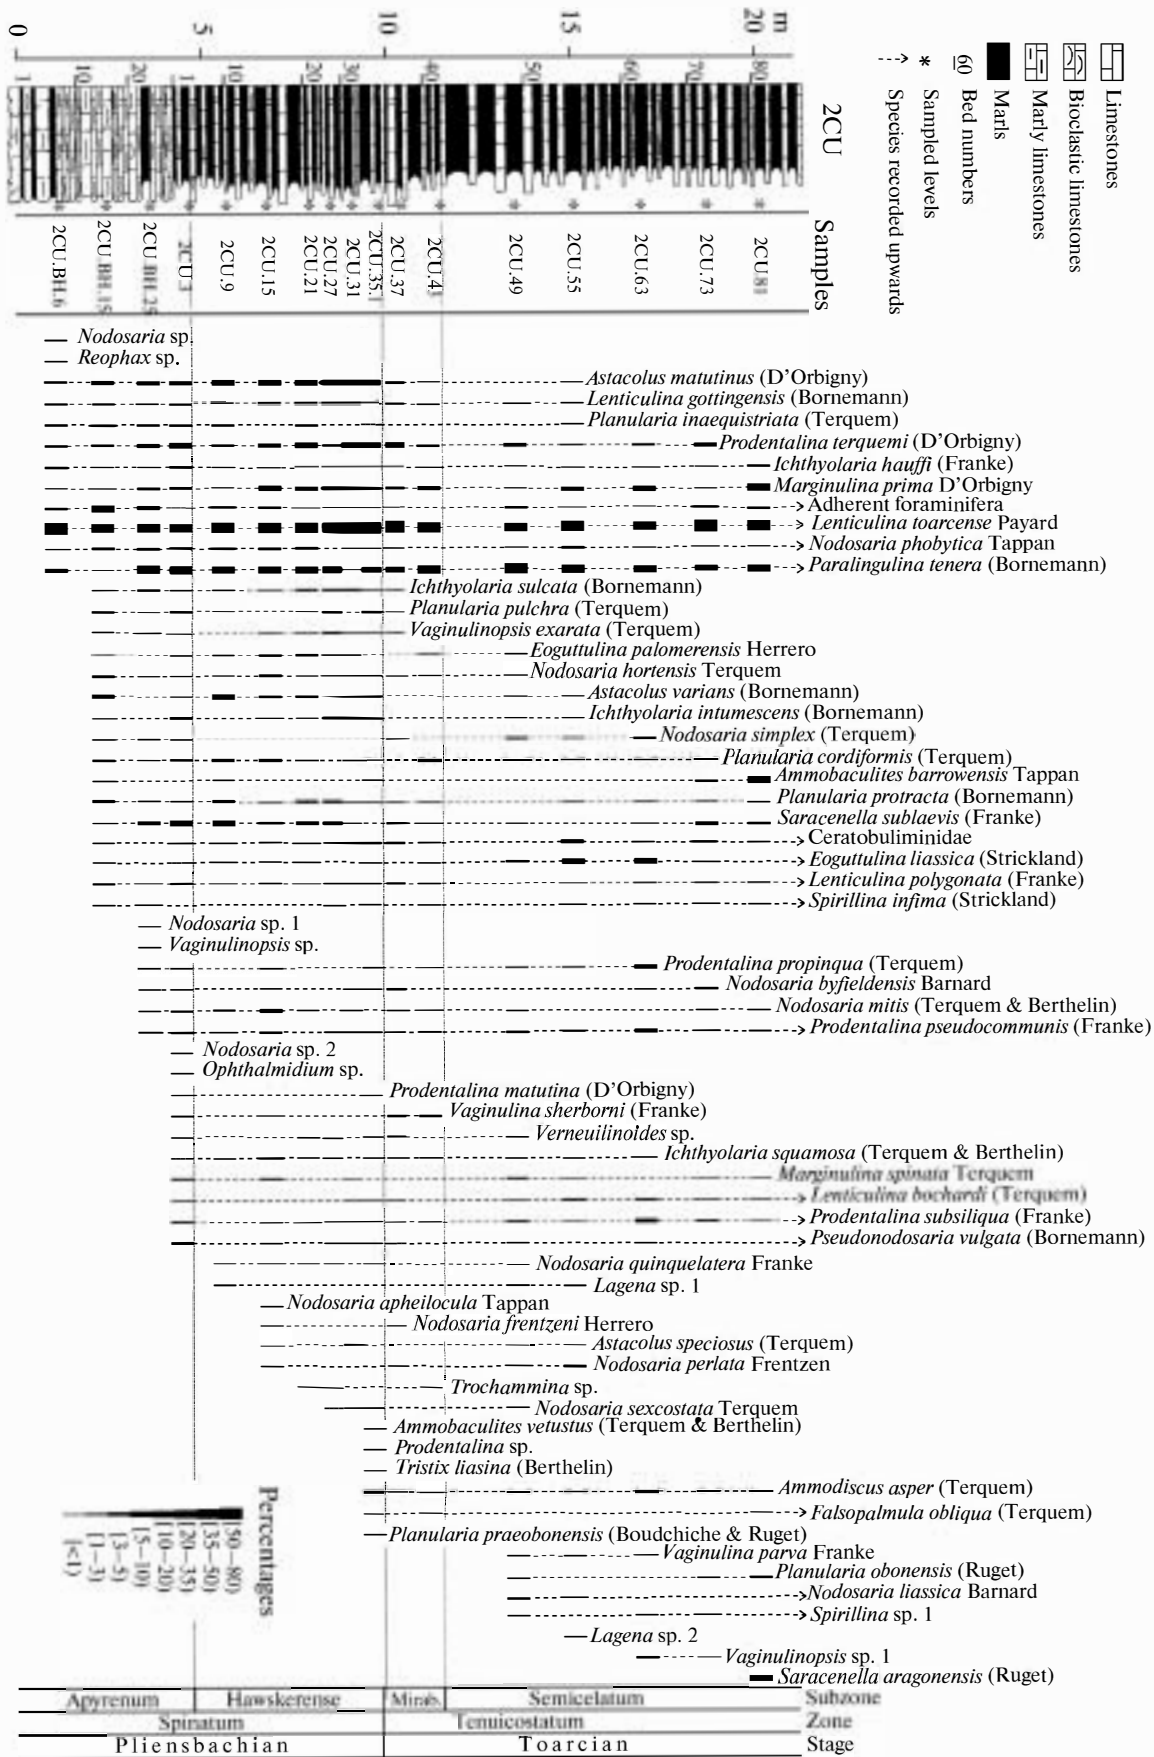 0 5 10 15 20 m
1 10 20 1 10 20 30 40 50 60 70 80
2CU
Limestones
Bioclastic limestones
Marly limestones
Marls
60 Bed numbers
* Sampled levels
Species recorded upwards
Samples
2CU.BH.6
2CU.BH.15
2CU.BH.25
2CU.3
2CU.9
2CU.15
2CU.21
2CU.27
2CU.31
2CU.35.1
2CU.37
2CU.43
2CU.49
2CU.55
2CU.63
2CU.73
2CU.81
Nodosaria sp.
Reophax sp.
Astacolus matutinus (D'Orbigny)
Lenticulina gottingensis (Bornemann)
Planularia inaequistriata (Terquem)
Prodentalina terquemi (D'Orbigny)
Ichthyolaria hauffi (Franke)
Marginulina prima D'Orbigny
Adherent foraminifera
Lenticulina toarcense Payard
Nodosaria phobytica Tappan
Paralingulina tenera (Bornemann)
Ichthyolaria sulcata (Bornemann)
Planularia pulchra (Terquem)
Vaginulinopsis exarata (Terquem)
Eoguttulina palomerensis Herrero
Nodosaria hortensis Terquem
Astacolus varians (Bornemann)
Ichthyolaria intumescens (Bornemann)
Nodosaria simplex (Terquem)
Planularia cordiformis (Terquem)
Ammobaculites barrowensis Tappan
Planularia protracta (Bornemann)
Saracenella sublaevis (Franke)
Ceratobuliminidae
Eoguttulina liassica (Strickland)
Lenticulina polygonata (Franke)
Spirillina infima (Strickland)
Nodosaria sp. 1
Vaginulinopsis sp.
Prodentalina propinqua (Terquem)
Nodosaria byfieldensis Barnard
Nodosaria mitis (Terquem & Berthelin)
Prodentalina pseudocommunis (Franke)
Nodosaria sp. 2
Ophthalmidium sp.
Prodentalina matutina (D'Orbigny)
Vaginulina sherborni (Franke)
Verneuilinoides sp.
Ichthyolaria squamosa (Terquem & Berthelin)
Marginulina spinata Terquem
Lenticulina bochardi (Terquem)
Prodentalina subsiliqua (Franke)
Pseudonodosaria vulgata (Bornemann)
Nodosaria quinquelatera Franke
Lagena sp. 1
Nodosaria apheilocula Tappan
Nodosaria frentzeni Herrero
Astacolus speciosus (Terquem)
Nodosaria perlata Frentzen
Trochammina sp.
Nodosaria sexcostata Terquem
Ammobaculites vetustus (Terquem & Berthelin)
Prodentalina sp.
Tristix liasina (Berthelin)
Ammodiscus asper (Terquem)
Falsopalmula obliqua (Terquem)
Planularia praeobonensis (Boudchiche & Ruget)
Vaginulina parva Franke
Planularia obonensis (Ruget)
Nodosaria liassica Barnard
Spirillina sp. 1
Lagena sp. 2
Vaginulinopsis sp. 1
Saracenella aragonensis (Ruget)
Percentages
[50–80)
[35–50)
[20–35)
[10–20)
[5–10)
[3–5)
[1–3)
[<1)
Apyrenum Hawskerense Mirab. Semicelatum Subzone
Spinatum Tenuicostatum Zone
Pliensbachian Toarcian Stage